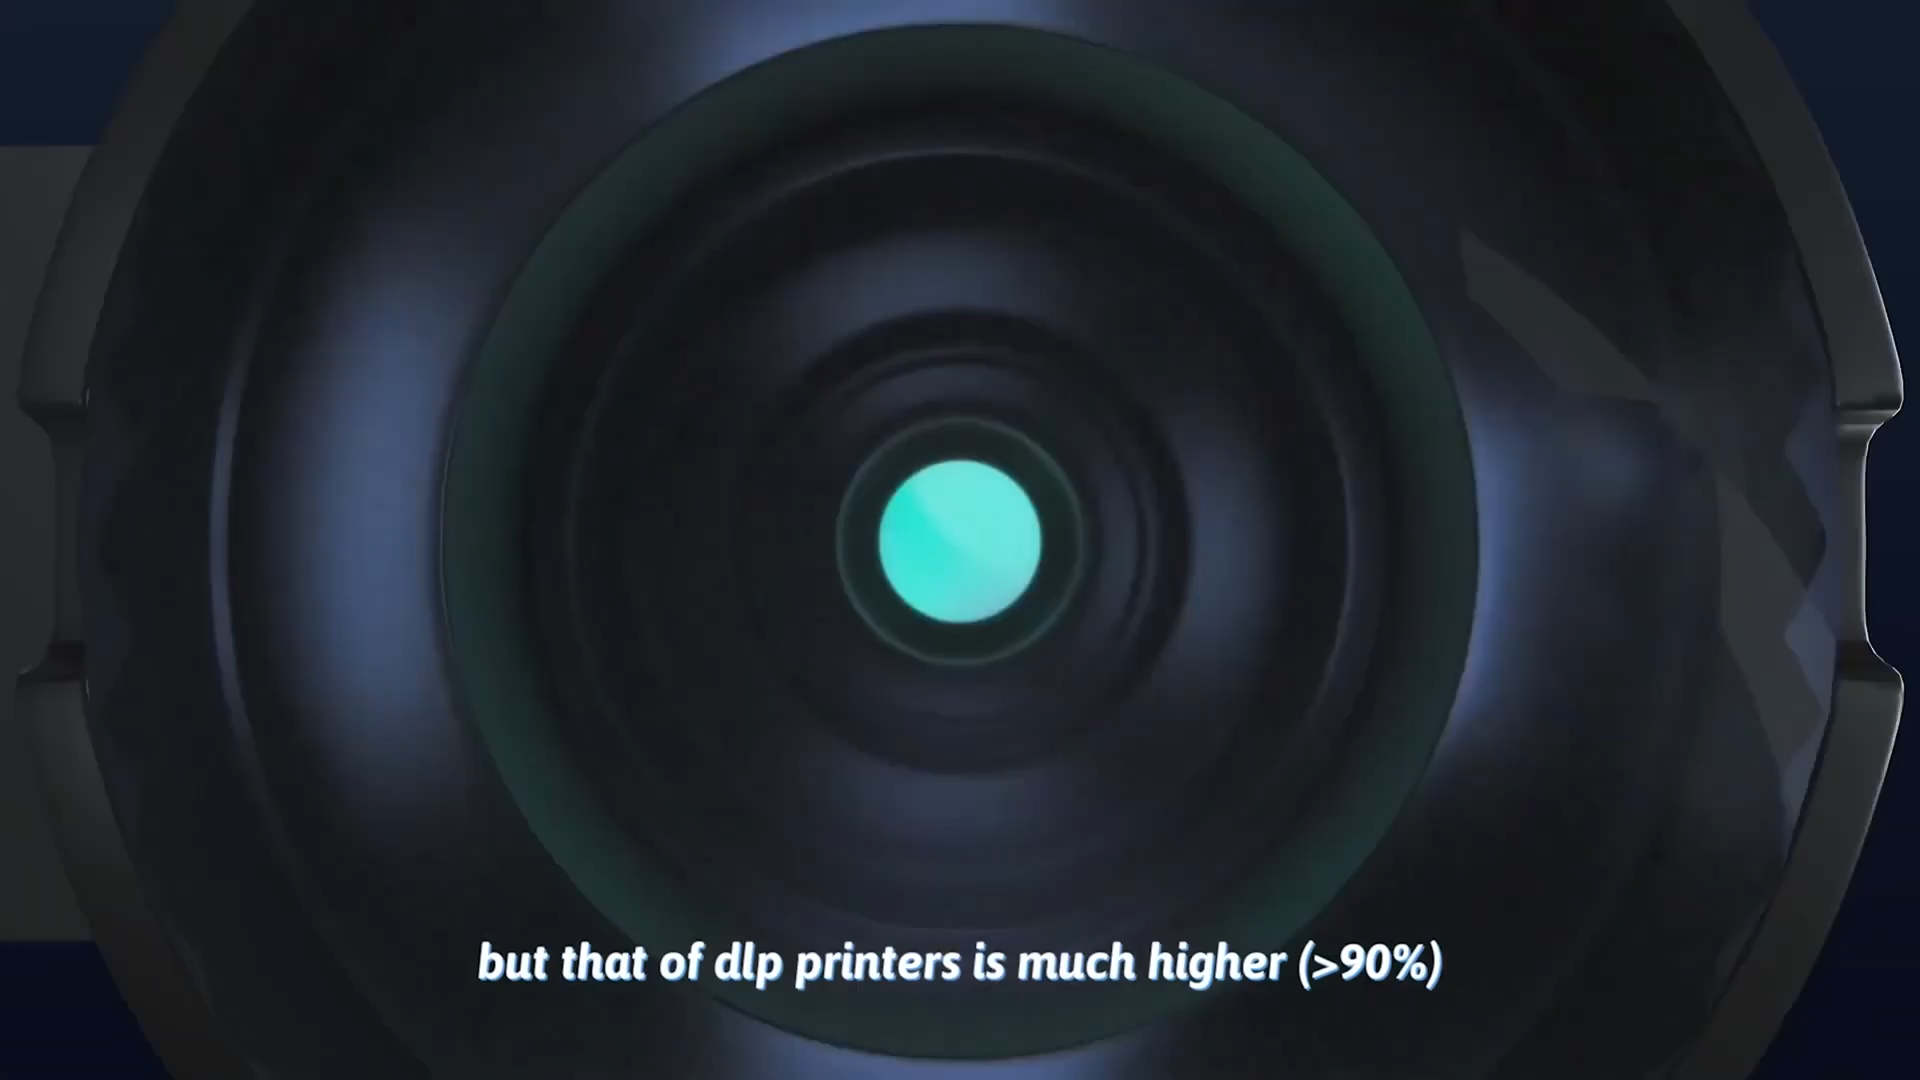 but that of dlp printers is much higher (>90%)